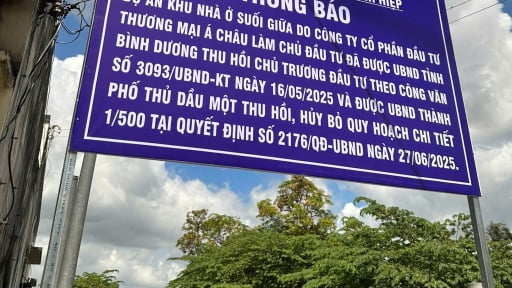 THÔNG BÁO
DỰ ÁN KHU NHÀ Ở SUỐI GIỮA DO CÔNG TY CỔ PHẦN ĐẦU TƯ
THƯƠNG MẠI Á CHÂU LÀM CHỦ ĐẦU TƯ ĐÃ ĐƯỢC UBND TỈNH
BÌNH DƯƠNG THU HỒI CHỦ TRƯƠNG ĐẦU TƯ THEO CÔNG VĂN
SỐ 3093/UBND-KT NGÀY 16/05/2025 VÀ ĐƯỢC UBND THÀNH
PHỐ THỦ DẦU MỘT THU HỒI, HỦY BỎ QUY HOẠCH CHI TIẾT
1/500 TẠI QUYẾT ĐỊNH SỐ 2176/QĐ-UBND NGÀY 27/06/2025.